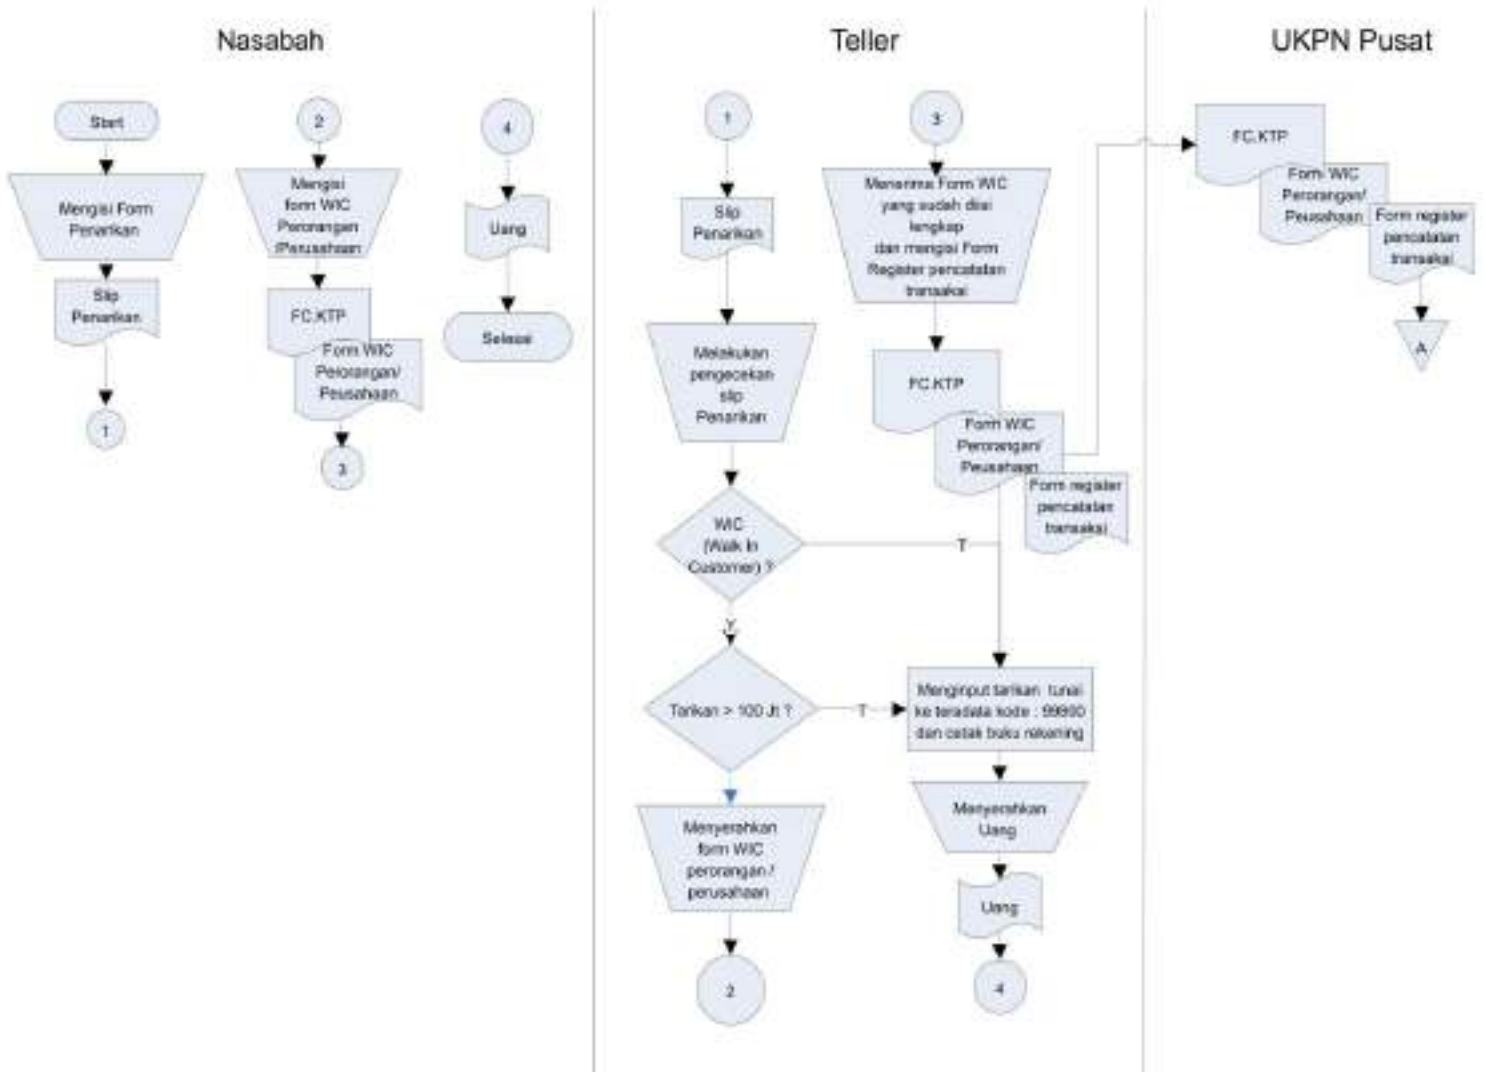 Nasabah
Start
Mengisi Form
Penarikan
Slip
Penarikan
1
2
Mengisi
form WIC
Perorangan
/Perusahaan
FC.KTP
Form WIC
Perorangan/
Peusahaan
3
4
Uang
Selesai
Teller
1
Slip
Penarikan
Melakukan
pengecekan
slip
Penarikan
WIC
(Walk In
Customer) ?
T
Y
Tarikan > 100 Jt ?
T
Menyerahkan
form WIC
perorangan /
perusahaan
2
3
Menerima Form WIC
yang sudah diisi
lengkap
dan mengisi Form
Register pencatatan
transaksi
FC.KTP
Form WIC
Perorangan/
Peusahaan
Form register
pencatatan
transaksi
Menginput tarikan tunai
ke teradata kode : 99800
dan cetak buku rekening
Menyerahkan
Uang
Uang
4
UKPN Pusat
FC.KTP
Form WIC
Perorangan/
Peusahaan
Form register
pencatatan
transaksi
A